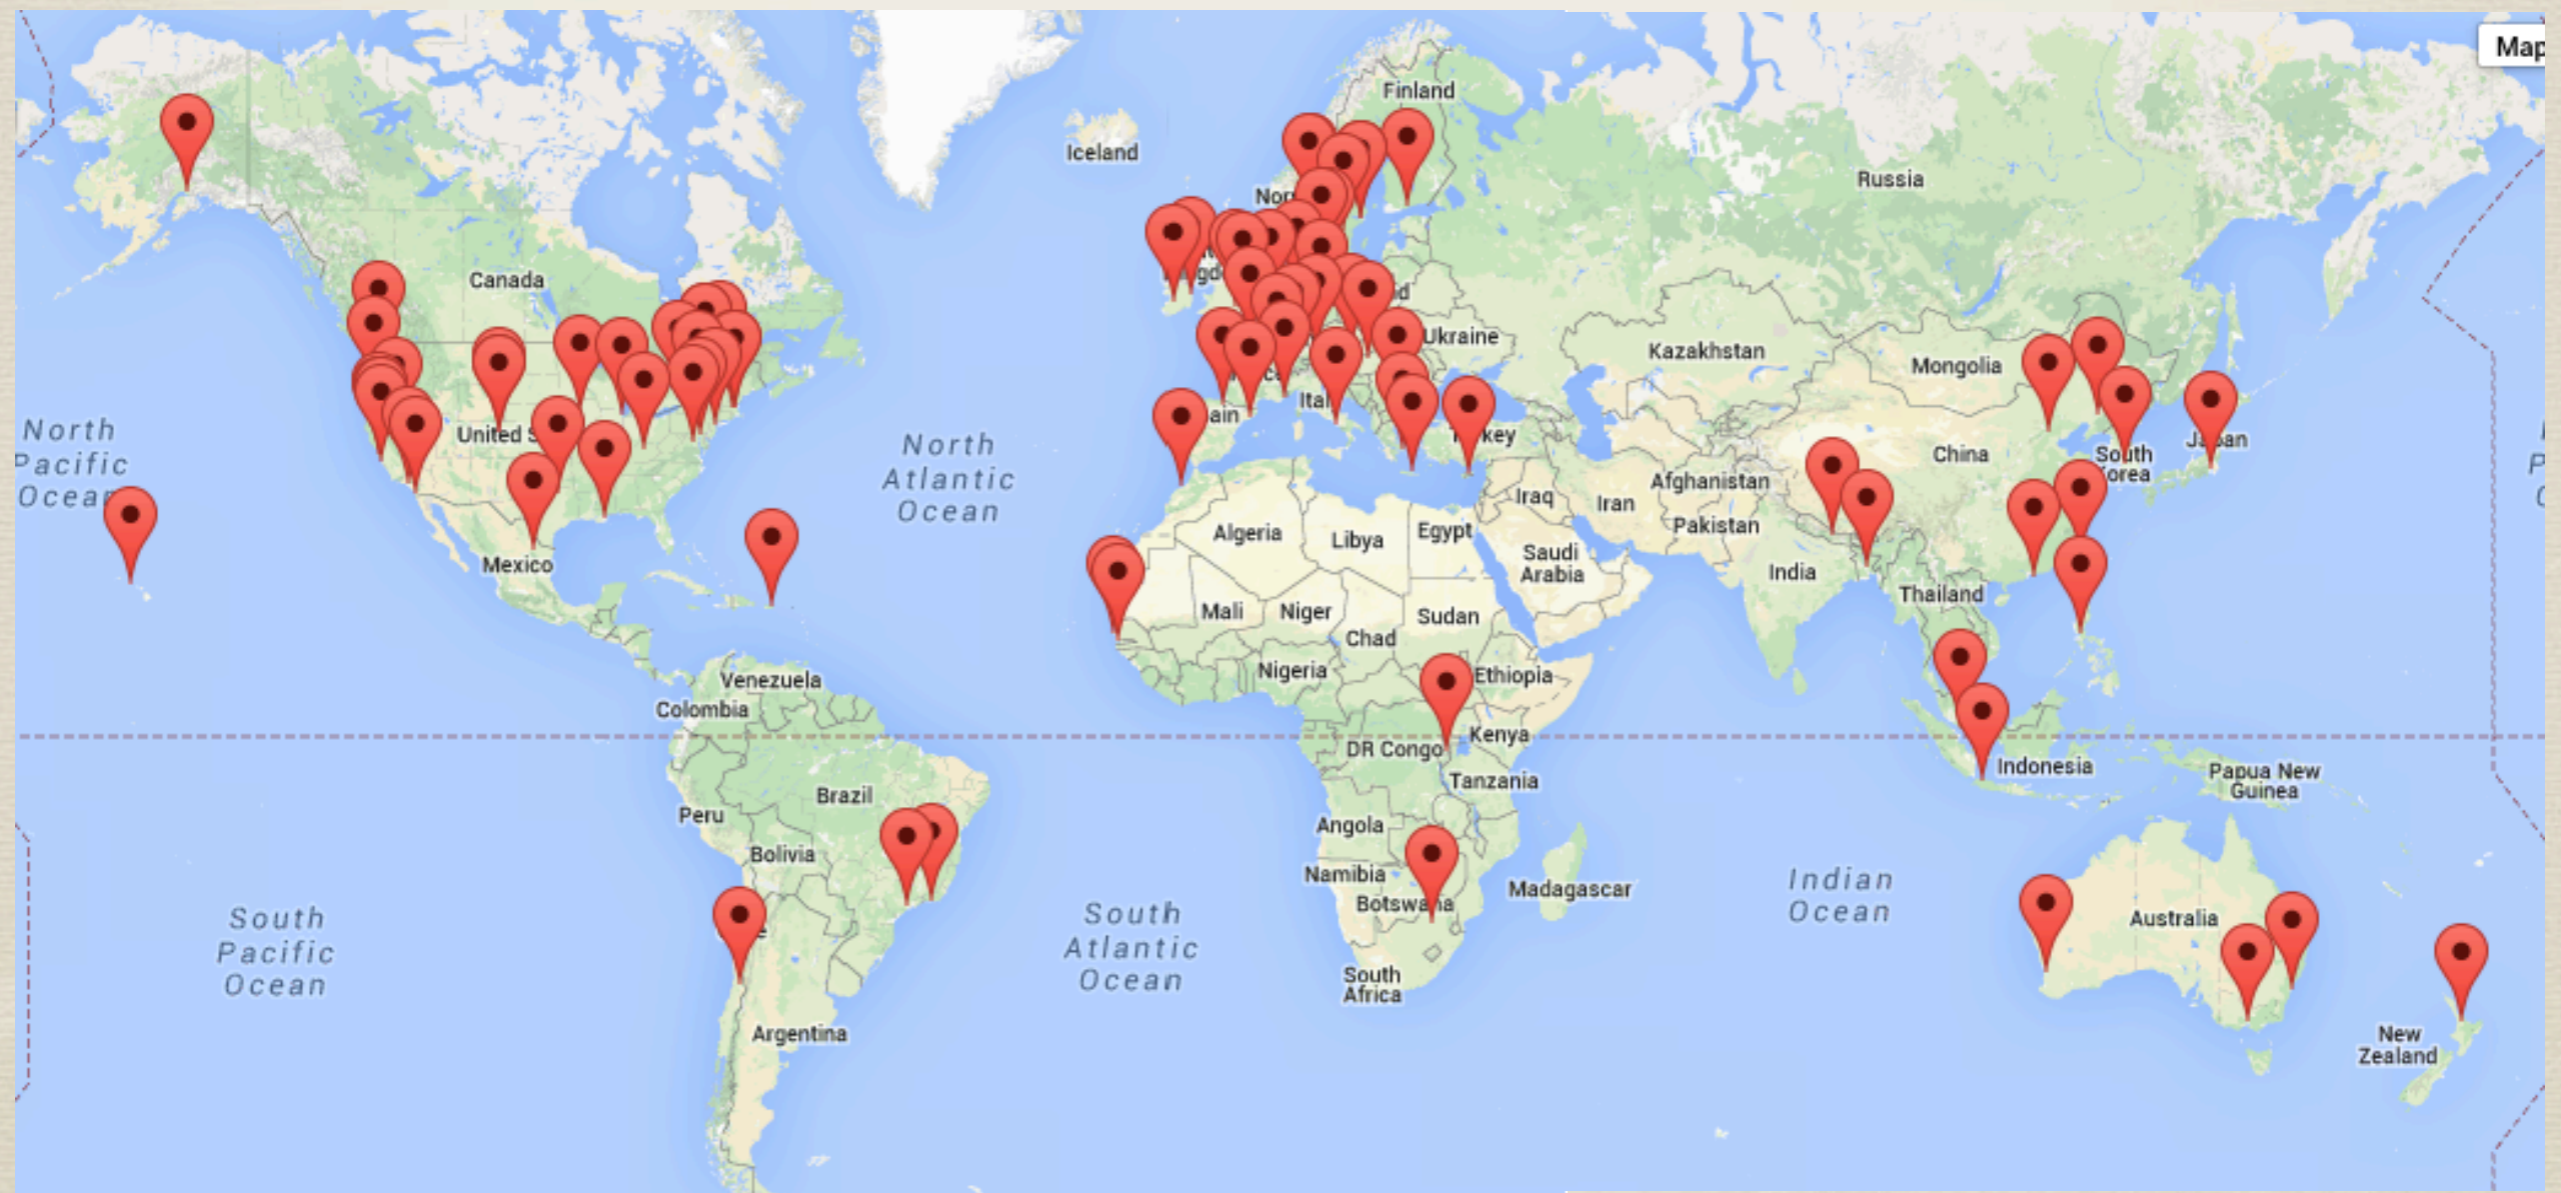 Map
Finland
Iceland
Russia
Canada
Ukraine
Kazakhstan
Mongolia
North
Pacific
Ocean
United S
North
Atlantic
Ocean
China
South
Korea
Japan
Afghanistan
Iraq
Iran
Pakistan
Algeria
Libya
Egypt
Saudi
Arabia
India
Mexico
Thailand
Mali
Niger
Sudan
Chad
Nigeria
Ethiopia
Venezuela
Colombia
DR Congo
Kenya
Indonesia
Papua New
Guinea
Tanzania
Brazil
Peru
Angola
Bolivia
Namibia
Madagascar
Botswana
Indian
Ocean
Australia
South
Pacific
Ocean
South
Atlantic
Ocean
South
Africa
Argentina
New
Zealand